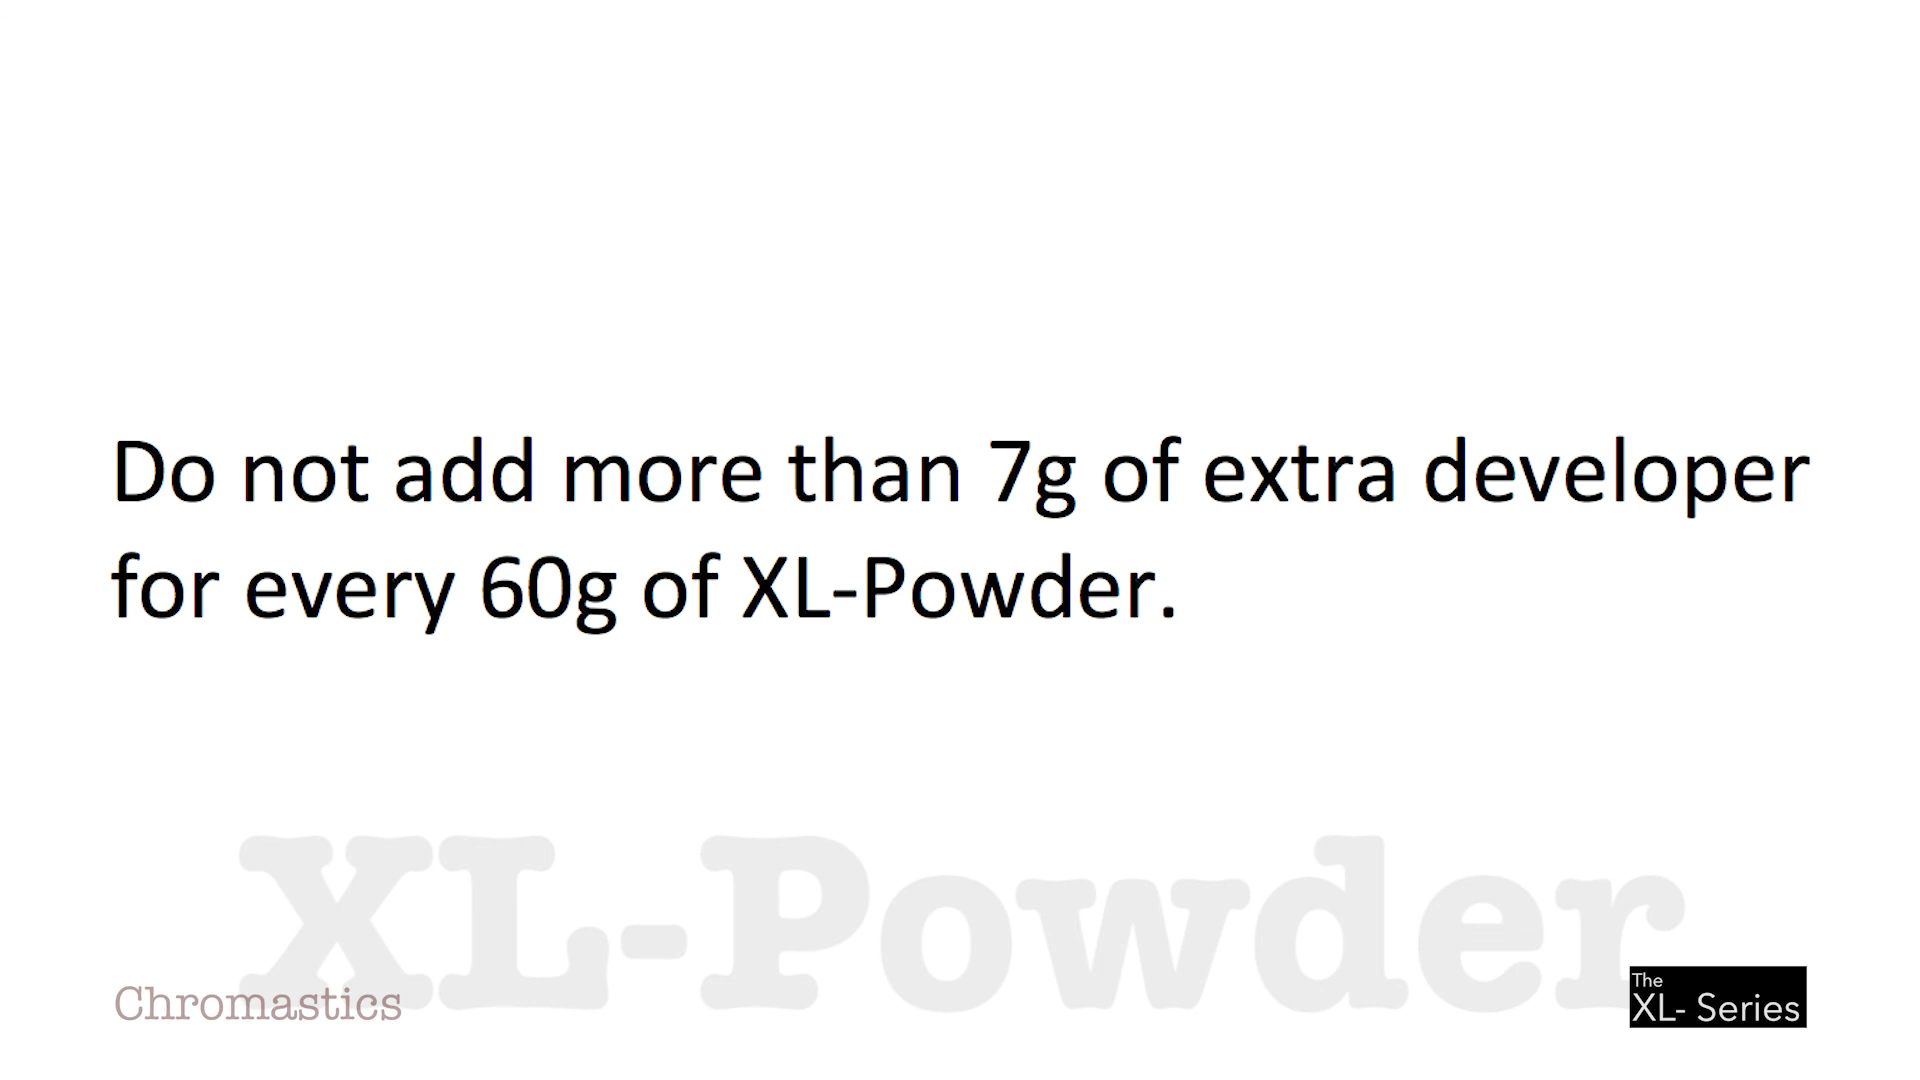 Do not add more than 7g of extra developer
for every 60g of XL-Powder.
XL-Powder
Chromastics
The
XL- Series